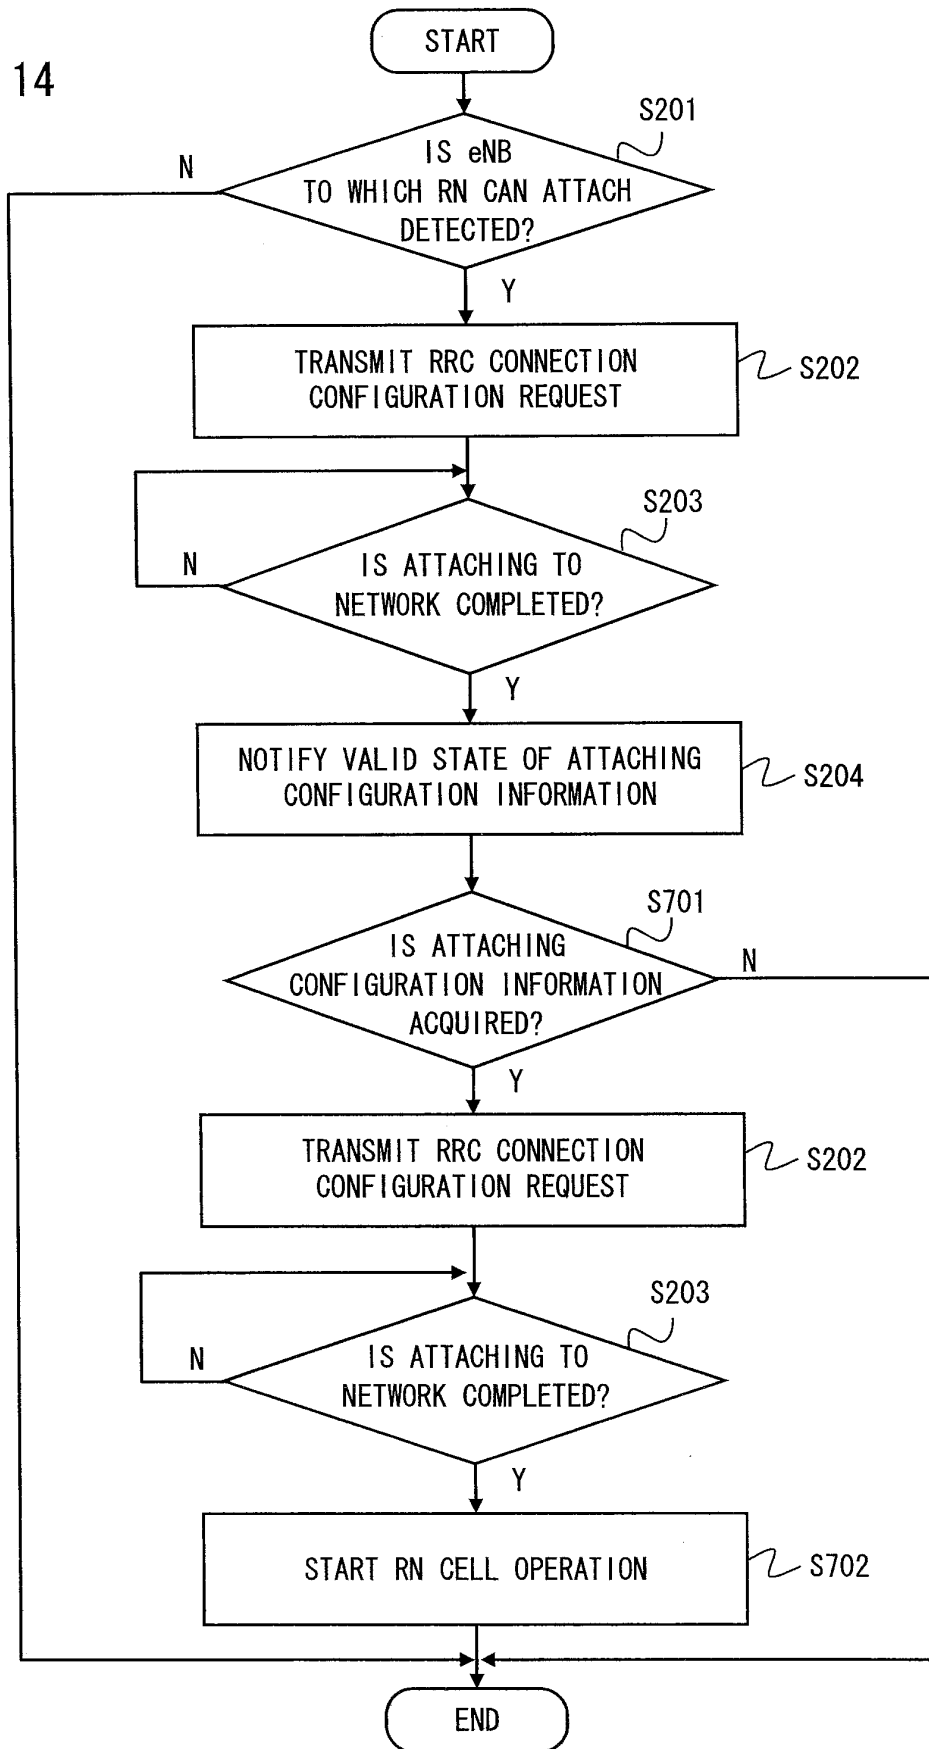 START
14
S201
N
IS eNB
TO WHICH RN CAN ATTACH
DETECTED?
Y
TRANSMIT RRC CONNECTION
CONFIGURATION REQUEST
S202
S203
N
IS ATTACHING TO
NETWORK COMPLETED?
Y
NOTIFY VALID STATE OF ATTACHING
CONFIGURATION INFORMATION
S204
S701
IS ATTACHING
CONFIGURATION INFORMATION
ACQUIRED?
N
Y
TRANSMIT RRC CONNECTION
CONFIGURATION REQUEST
S202
S203
N
IS ATTACHING TO
NETWORK COMPLETED?
Y
START RN CELL OPERATION
S702
END